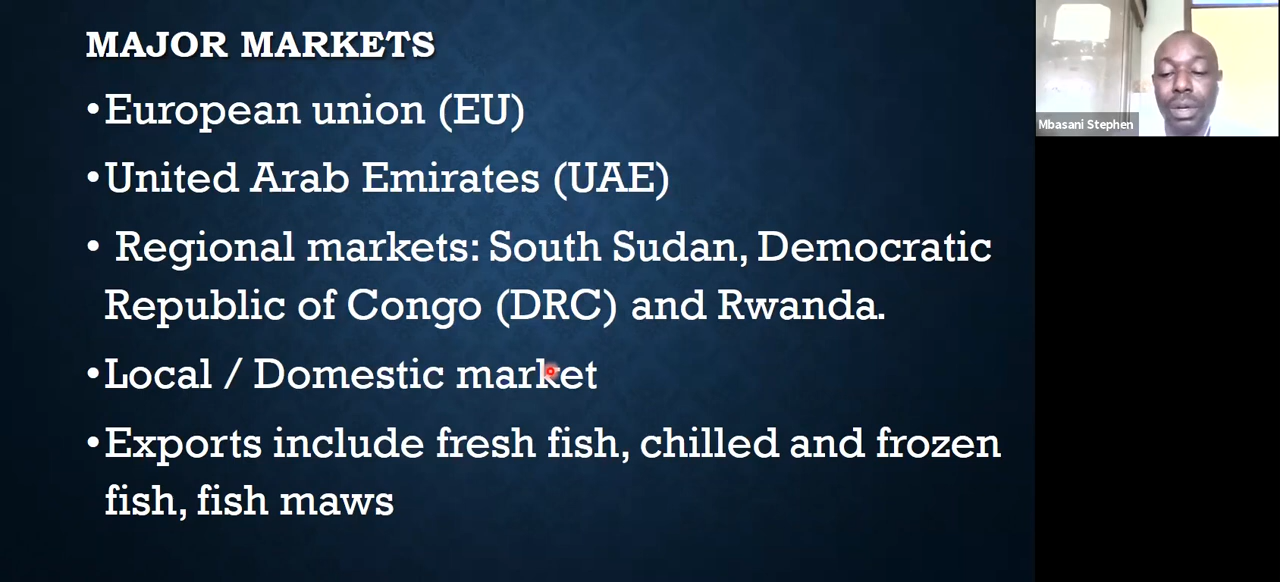 MAJOR MARKETS
•European union (EU)
•United Arab Emirates (UAE)
• Regional markets: South Sudan, Democratic
Republic of Congo (DRC) and Rwanda.
•Local / Domestic market
•Exports include fresh fish, chilled and frozen
fish, fish maws
Mbasani Stephen